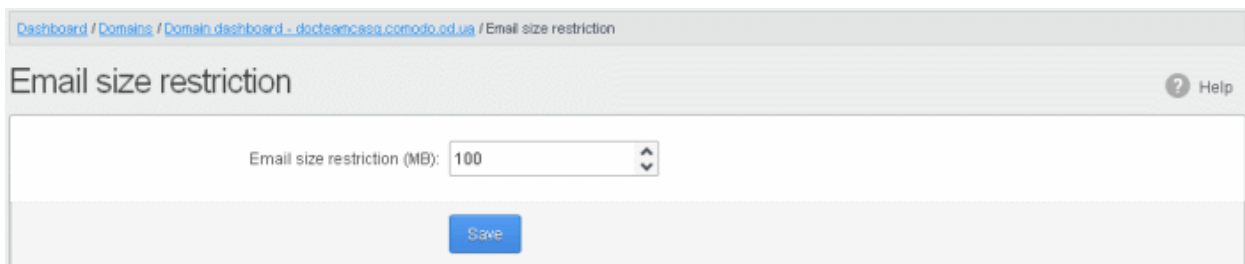 Dashboard / Domains / Domain dashboard - docteamcasg.comodo.od.ua / Email size restriction
Email size restriction
Help
Email size restriction (MB): 100
Save